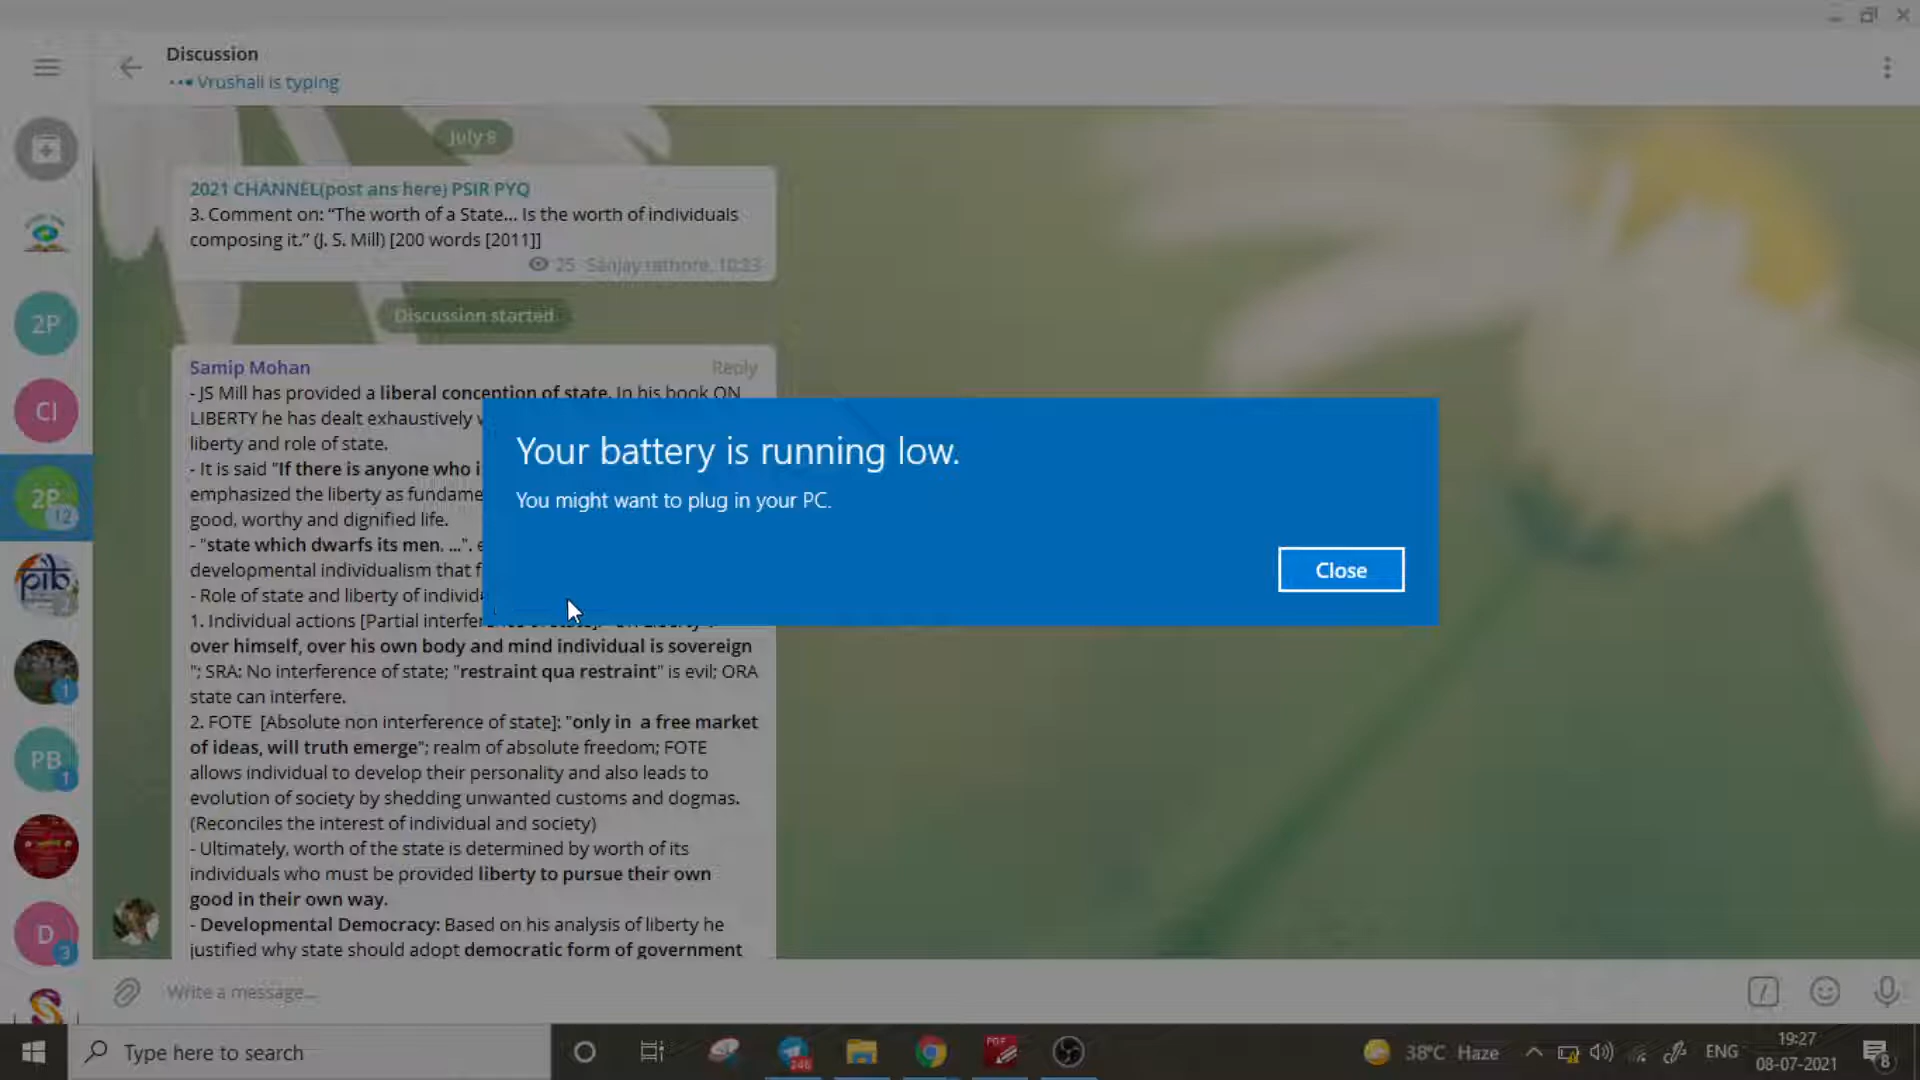 Discussion
Vrushali is typing
July 8
2021 CHANNEL(post ans here) PSIR PYQ
3. Comment on: “The worth of a State... Is the worth of individuals
composing it.” (J. S. Mill) [200 words [2011]]
25 Sanjay rathore, 10:23
Discussion started
Samip Mohan
Reply
- JS Mill has provided a liberal conception of state. In his book ON
LIBERTY he has dealt exhaustively
liberty and role of state.
- It is said "If there is anyone who
emphasized the liberty as
good, worthy and dignified life.
- "state which dwarfs its men. ...".
developmental individualism that
- Role of state and liberty of
1. Individual actions [Partial
over himself, over his own body and mind individual is sovereign
"; SRA: No interference of state; "restraint qua restraint" is evil; ORA
state can interfere.
2. FOTE [Absolute non interference of state]: "only in a free market
of ideas, will truth emerge"; realm of absolute freedom; FOTE
allows individual to develop their personality and also leads to
evolution of society by shedding unwanted customs and dogmas.
(Reconciles the interest of individual and society)
- Ultimately, worth of the state is determined by worth of its
individuals who must be provided liberty to pursue their own
good in their own way.
- Developmental Democracy: Based on his analysis of liberty he
justified why state should adopt democratic form of government
Your battery is running low.
You might want to plug in your PC.
Close
2P
CI
2P
12
pib
2
1
PB
1
D
3
S
Write a message...
Type here to search
246
PDF
38°C Haze
ENG
19:27
08-07-2021
8